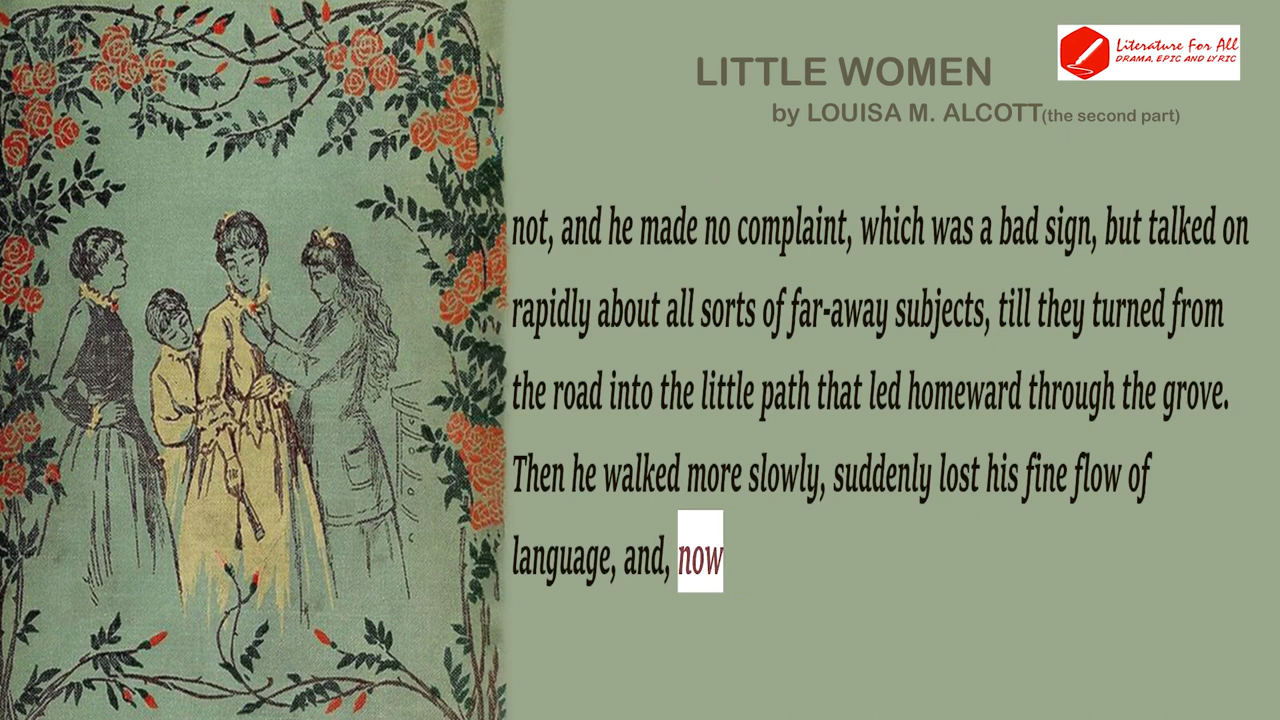 LITTLE WOMEN
by LOUISA M. ALCOTT(the second part)
Literature For All
DRAMA, EPIC AND LYRIC
not, and he made no complaint, which was a bad sign, but talked on
rapidly about all sorts of far-away subjects, till they turned from
the road into the little path that led homeward through the grove.
Then he walked more slowly, suddenly lost his fine flow of
language, and, now